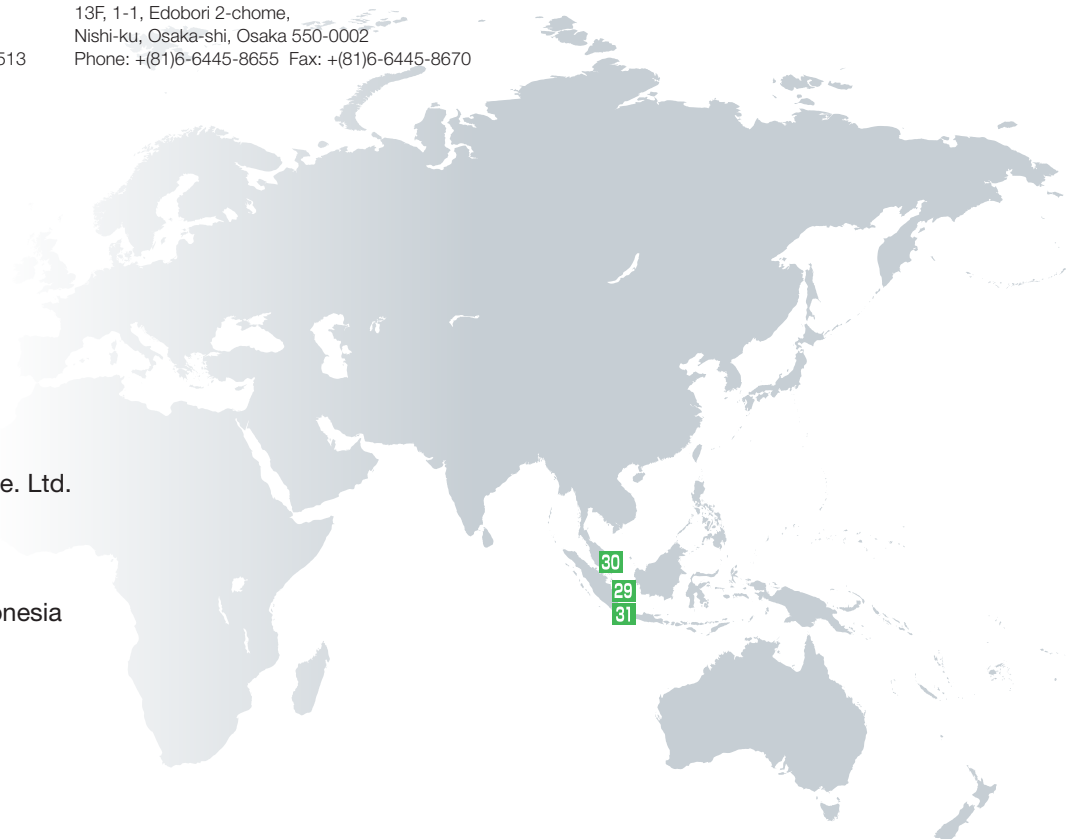 13F, 1-1, Edobori 2-chome,
Nishi-ku, Osaka-shi, Osaka 550-0002
513
Phone: +(81)6-6445-8655 Fax: +(81)6-6445-8670
e. Ltd.
30
29
onesia
31